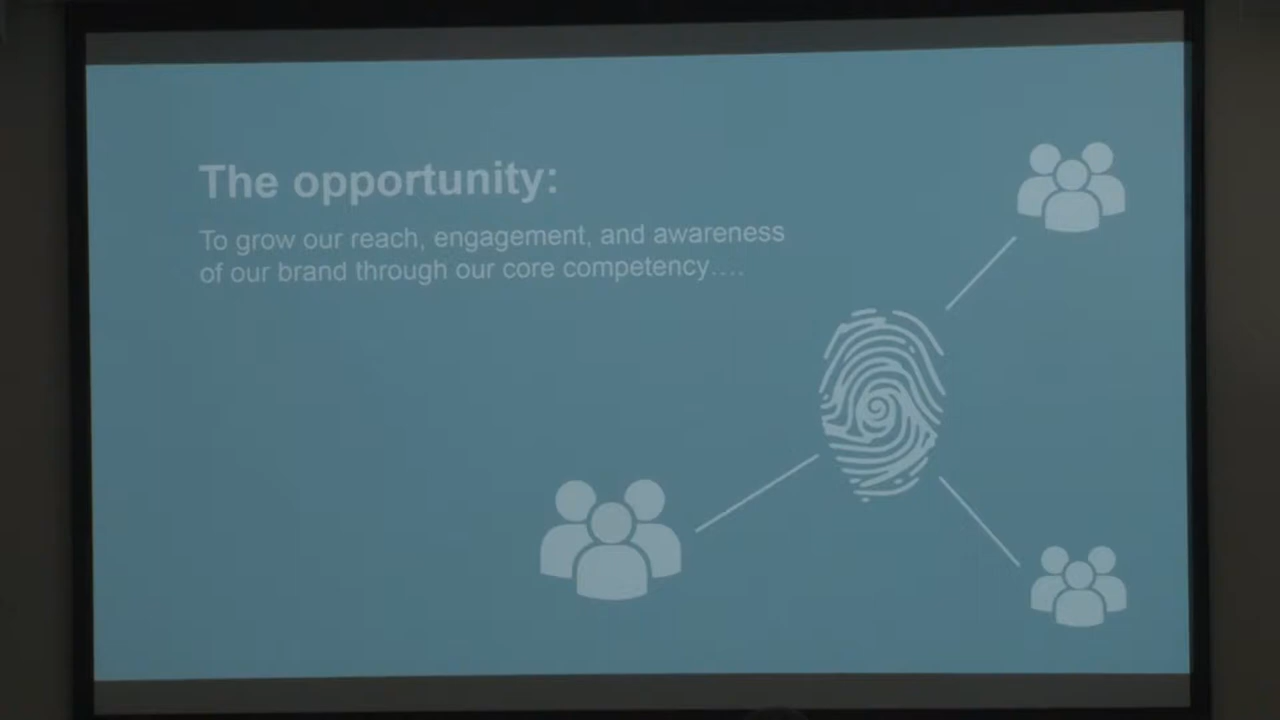 The opportunity:
To grow our reach, engagement, and awareness
of our brand through our core competency....